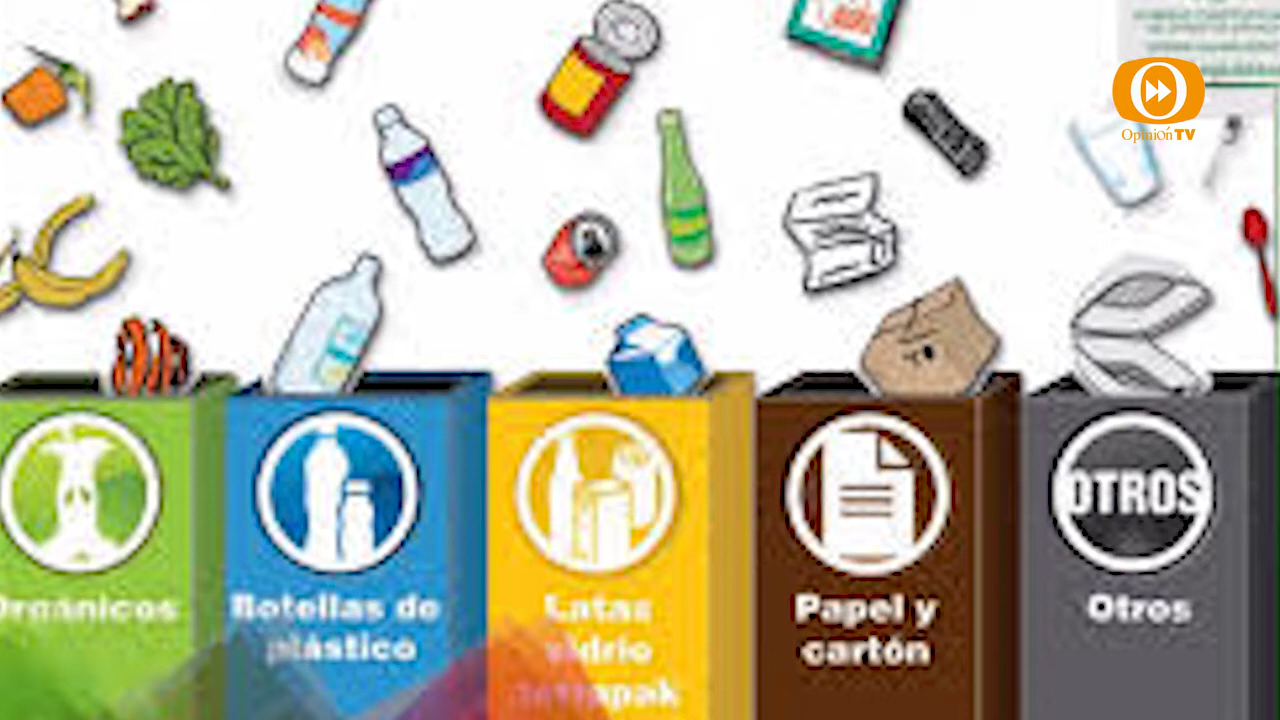 Opinión TV
OTROS
Orgánicos
Botellas de
plástico
Latas
vidrio
tetrapak
Papel y
cartón
Otros